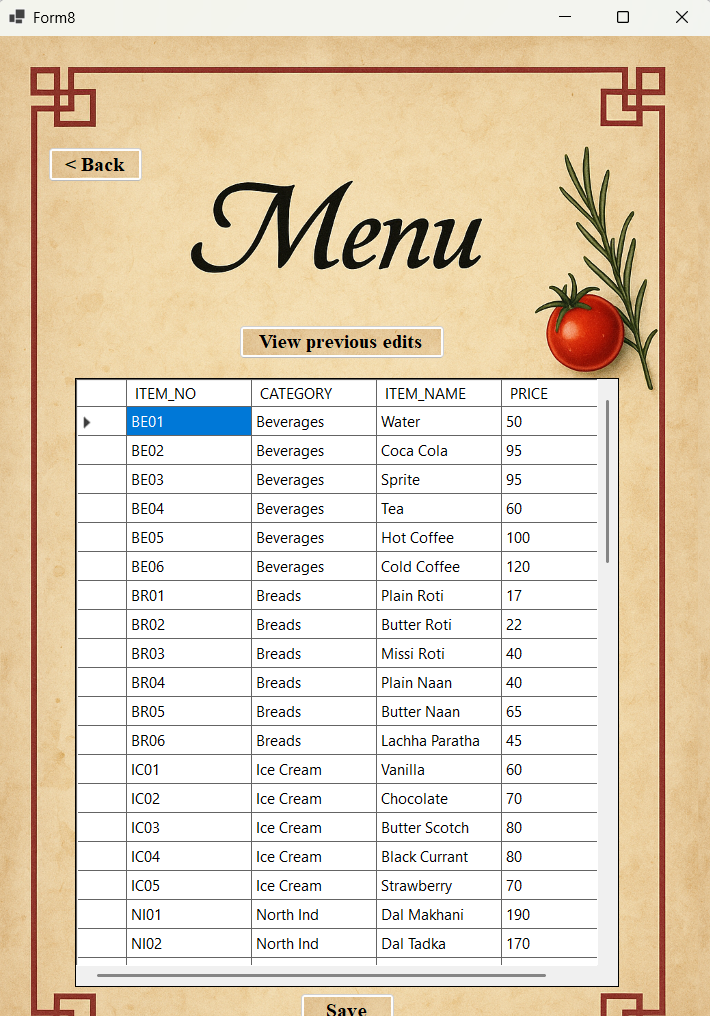 Form8
< Back
Menu
View previous edits
ITEM_NO CATEGORY ITEM_NAME PRICE
BE01 Beverages Water 50
BE02 Beverages Coca Cola 95
BE03 Beverages Sprite 95
BE04 Beverages Tea 60
BE05 Beverages Hot Coffee 100
BE06 Beverages Cold Coffee 120
BR01 Breads Plain Roti 17
BR02 Breads Butter Roti 22
BR03 Breads Missi Roti 40
BR04 Breads Plain Naan 40
BR05 Breads Butter Naan 65
BR06 Breads Lachha Paratha 45
IC01 Ice Cream Vanilla 60
IC02 Ice Cream Chocolate 70
IC03 Ice Cream Butter Scotch 80
IC04 Ice Cream Black Currant 80
IC05 Ice Cream Strawberry 70
NI01 North Ind Dal Makhani 190
NI02 North Ind Dal Tadka 170
Save